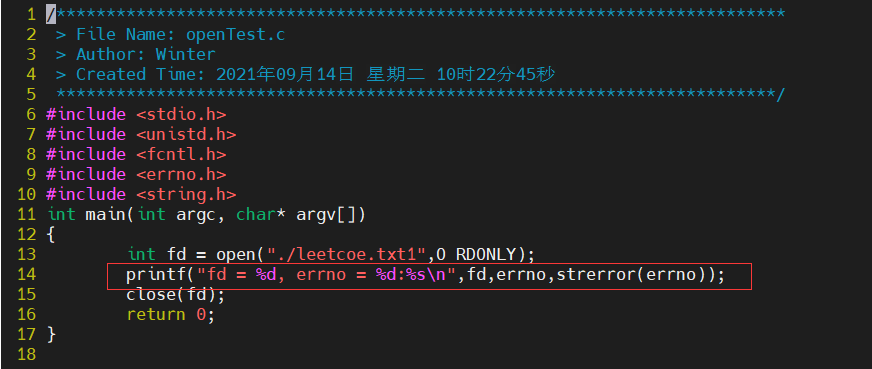 1 /*************************************************************************
2 > File Name: openTest.c
3 > Author: Winter
4 > Created Time: 2021年09月14日 星期二 10时22分45秒
5 ************************************************************************/
6 #include <stdio.h>
7 #include <unistd.h>
8 #include <fcntl.h>
9 #include <errno.h>
10 #include <string.h>
11 int main(int argc, char* argv[])
12 {
13 int fd = open("./leetcoe.txt1",O RDONLY);
14 printf("fd = %d, errno = %d:%s\n",fd,errno,strerror(errno));
15 close(fd);
16 return 0;
17 }
18